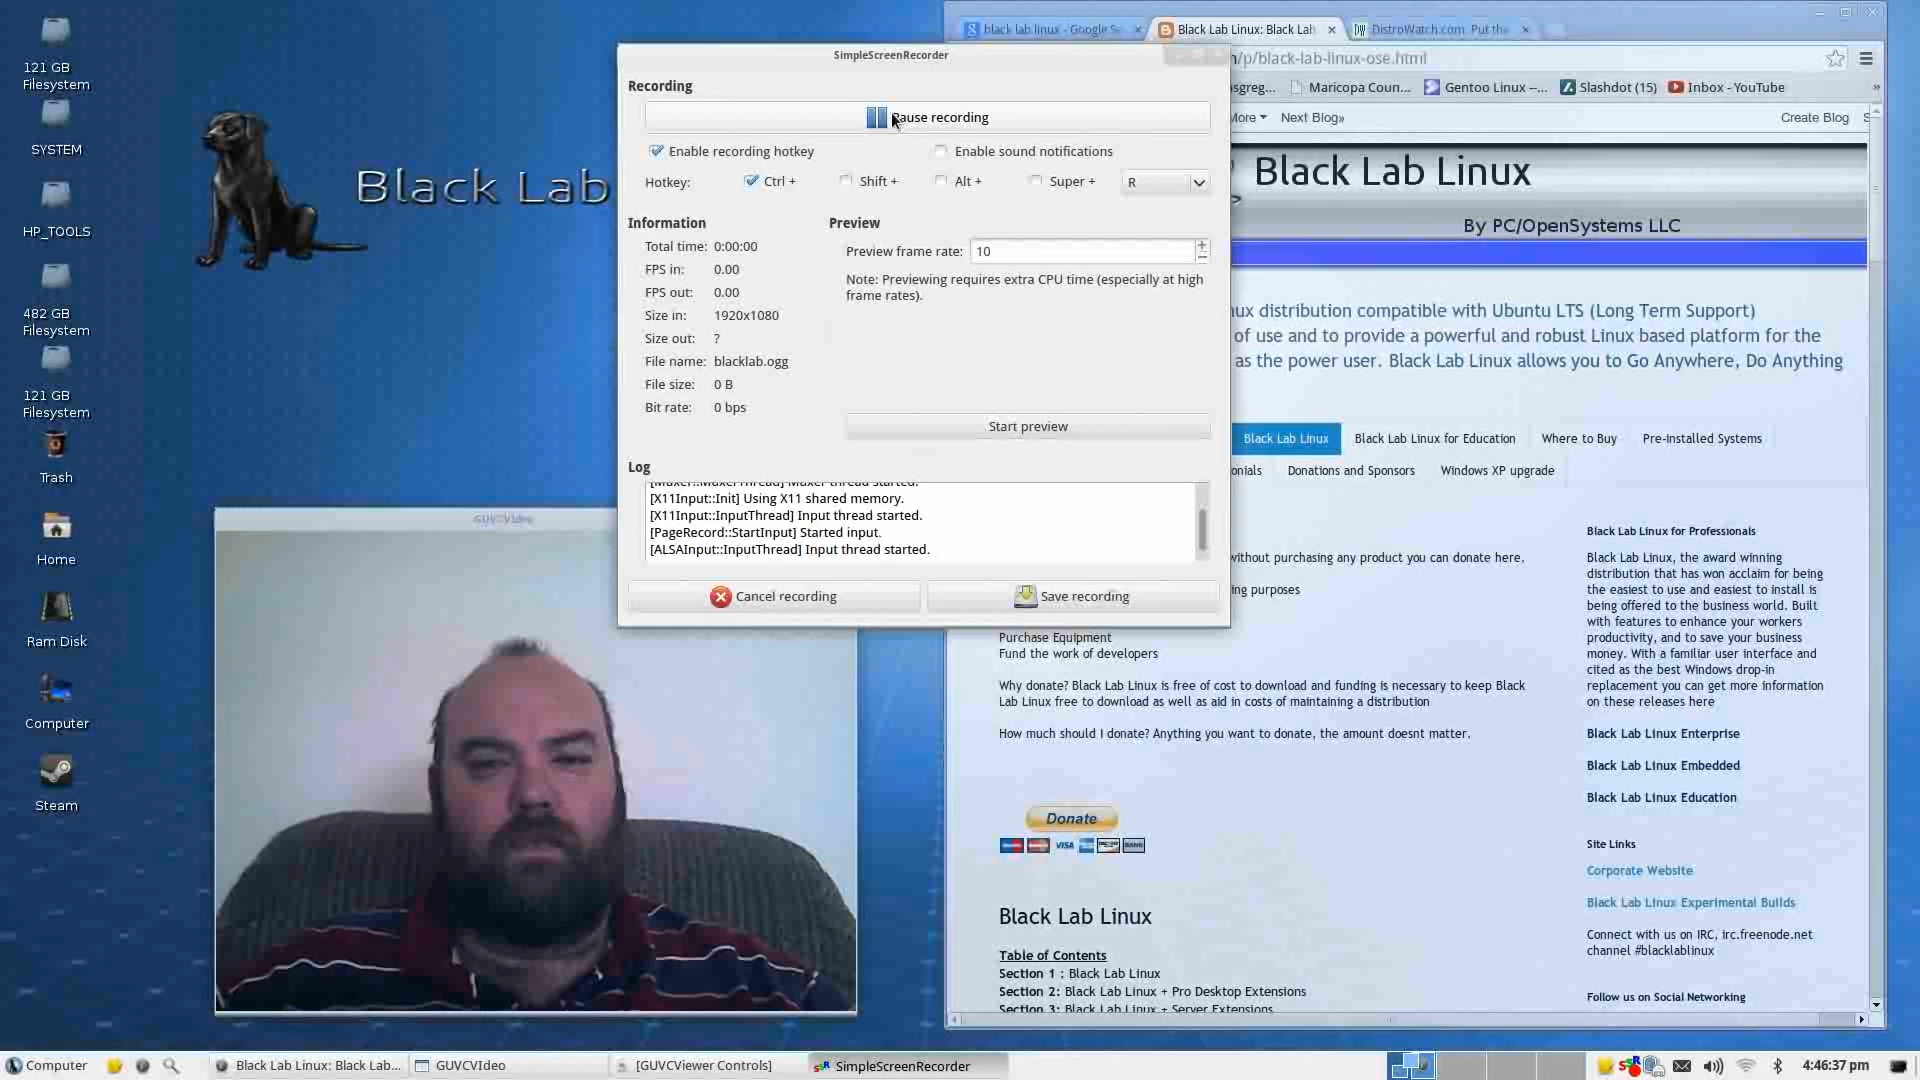 121 GB
Filesystem
SYSTEM
HP_TOOLS
482 GB
Filesystem
121 GB
Filesystem
Trash
Home
Ram Disk
Computer
Steam
Black Lab
GUVCVideo
SimpleScreenRecorder
Recording
Pause recording
Enable recording hotkey
Enable sound notifications
Hotkey: Ctrl + Shift + Alt + Super + R
Information
Total time: 0:00:00
FPS in: 0.00
FPS out: 0.00
Size in: 1920x1080
Size out: ?
File name: blacklab.ogg
File size: 0 B
Bit rate: 0 bps
Preview
Preview frame rate: 10
Note: Previewing requires extra CPU time (especially at high
frame rates).
Start preview
Log
[X11Input::Init] Using X11 shared memory.
[X11Input::InputThread] Input thread started.
[PageRecord::StartInput] Started input.
[ALSAInput::InputThread] Input thread started.
Cancel recording
Save recording
black lab linux - Google Se
Black Lab Linux: Black Lab
DistroWatch.com: Put the
/p/black-lab-linux-ose.html
asgreg...
Maricopa Coun...
Gentoo Linux -...
Slashdot (15)
Inbox - YouTube
»
More
Next Blog»
Create Blog
Black Lab Linux
By PC/OpenSystems LLC
ux distribution compatible with Ubuntu LTS (Long Term Support)
of use and to provide a powerful and robust Linux based platform for the
as the power user. Black Lab Linux allows you to Go Anywhere, Do Anything
Black Lab Linux
Black Lab Linux for Education
Where to Buy
Pre-Installed Systems
onials
Donations and Sponsors
Windows XP upgrade
without purchasing any product you can donate here.
ing purposes
Purchase Equipment
Fund the work of developers
Why donate? Black Lab Linux is free of cost to download and funding is necessary to keep Black
Lab Linux free to download as well as aid in costs of maintaining a distribution
How much should I donate? Anything you want to donate, the amount doesnt matter.
Donate
VISA
BANK
Black Lab Linux
Table of Contents
Section 1 : Black Lab Linux
Section 2: Black Lab Linux + Pro Desktop Extensions
Section 3: Black Lab Linux + Server Extensions
Black Lab Linux for Professionals
Black Lab Linux, the award winning
distribution that has won acclaim for being
the easiest to use and easiest to install is
being offered to the business world. Built
with features to enhance your workers
productivity, and to save your business
money. With a familiar user interface and
cited as the best Windows drop-in
replacement you can get more information
on these releases here
Black Lab Linux Enterprise
Black Lab Linux Embedded
Black Lab Linux Education
Site Links
Corporate Website
Black Lab Linux Experimental Builds
Connect with us on IRC, irc.freenode.net
channel #blacklablinux
Follow us on Social Networking
Computer
Black Lab Linux: Black Lab...
GUVCVIdeo
[GUVCViewer Controls]
SimpleScreenRecorder
4:46:37 pm